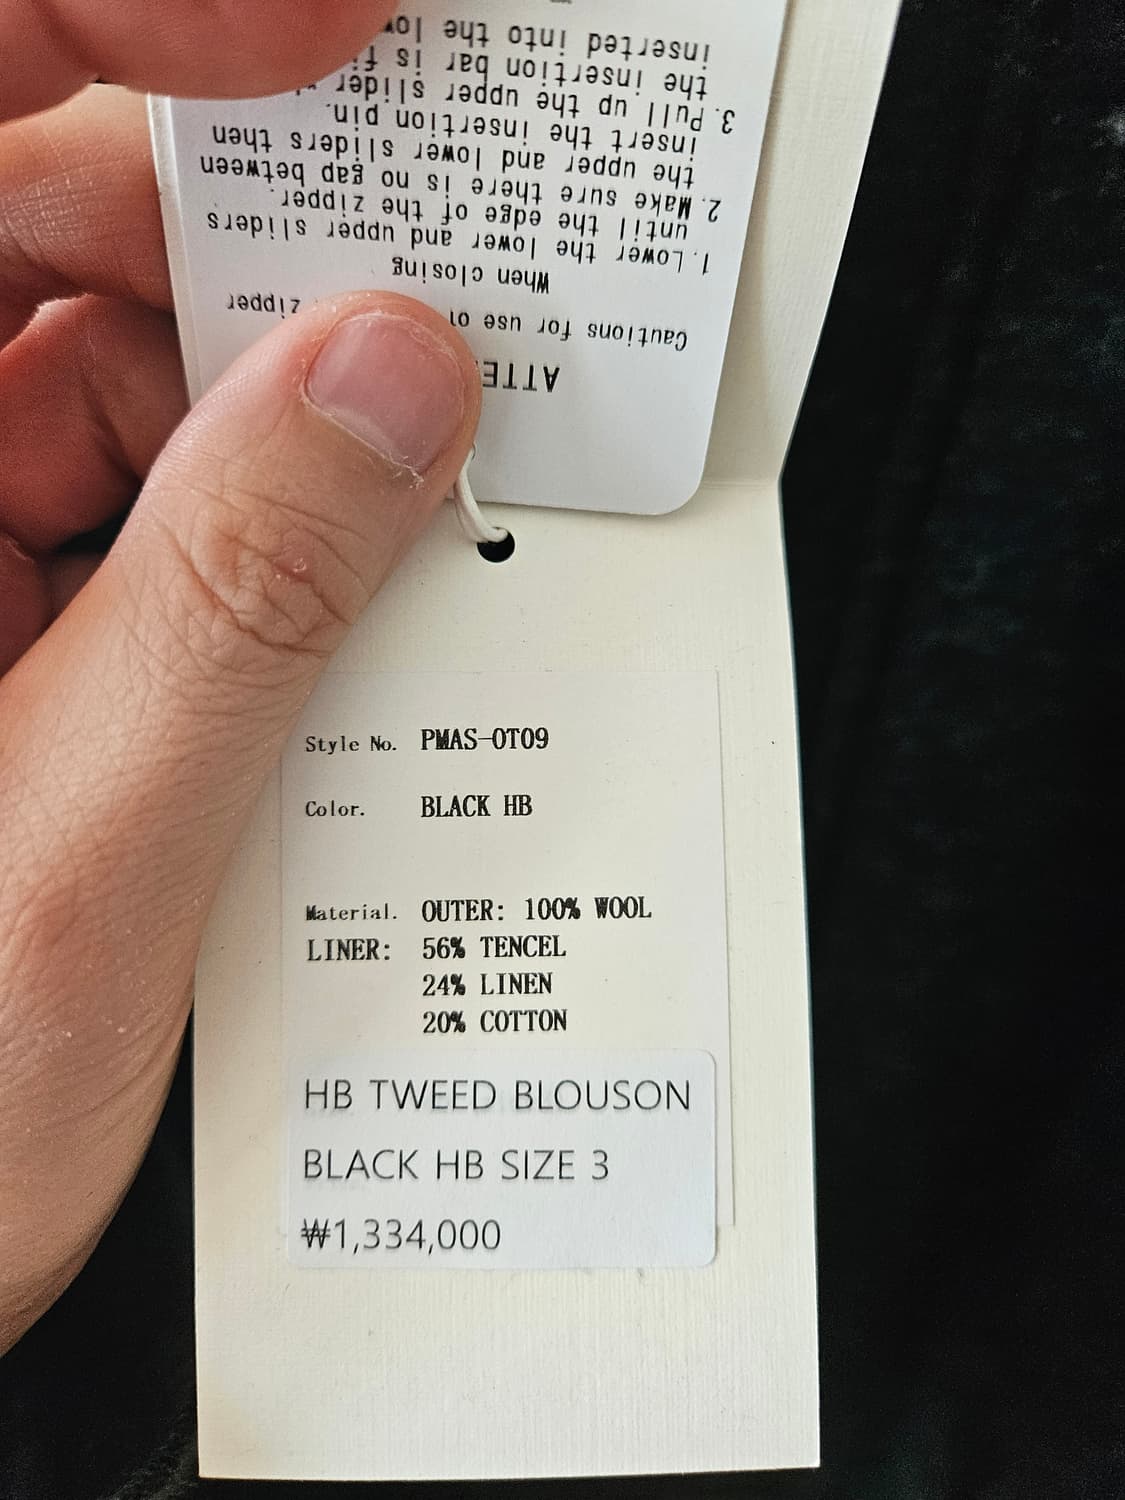 ATTE
Cautions for use of zipper
When closing
1. Lower the lower and upper sliders
until the edge of the zipper.
2. Make sure there is no gap between
the upper and lower sliders then
insert the insertion pin.
3. Pull up the upper slider
the insertion bar is
inserted into the
Style No. PMAS-OT09
Color. BLACK HB
Material. OUTER: 100% WOOL
LINER: 56% TENCEL
24% LINEN
20% COTTON
HB TWEED BLOUSON
BLACK HB SIZE 3
₩1,334,000